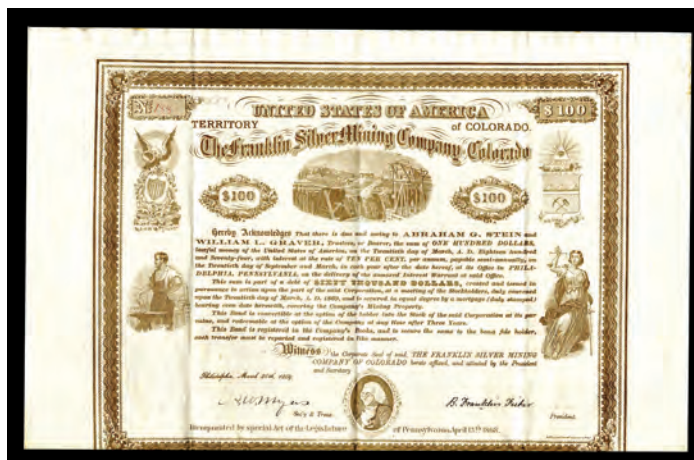 No.
$100
UNITED STATES OF AMERICA
TERRITORY of COLORADO.
The Franklin Silver Mining Company, Colorado
$100 $100
Hereby Acknowledges That there is due and owing to ABRAHAM G. STEIN and
WILLIAM L. GRAVER, Trustees, or Bearer, the sum of ONE HUNDRED DOLLARS,
lawful money of the United States of America, on the Twentieth day of March, A. D. Eighteen hundred
and Seventy-four, with interest at the rate of TEN PER CENT. per annum, payable semi-annually, on
the Twentieth day of September and March, in each year after the date hereof, at its Office in PHILA-
DELPHIA, PENNSYLVANIA, on the delivery of the annexed Interest Warrant at said Office.
This sum is part of a debt of SIXTY THOUSAND DOLLARS, created and issued in
pursuance to action upon the part of the said Corporation, at a meeting of the Stockholders, duly convened
upon the Twentieth day of March, A. D. 1869, and is secured in equal degree by a mortgage (duly stamped)
bearing even date herewith, covering the Company's Mining Property.
This Bond is convertible at the option of the holder into the Stock of the said Corporation at its par
value, and redeemable at the option of the Company at any time after Three Years.
This Bond is registered in the Company's Books, and to secure the same to the bona fide holder,
each transfer must be reported and registered in like manner.
Witness the Corporate Seal of said, THE FRANKLIN SILVER MINING
COMPANY OF COLORADO hereto affixed, and attested by the President
and Secretary.
Philadelphia March 20th 1869
Myers B. Franklin Fisher
Sec'y & Treas. President.
Incorporated by special Act of the Legislature of Pennsylvania, April